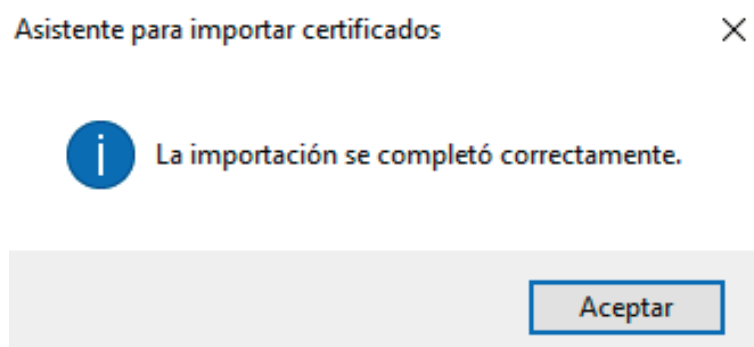 Asistente para importar certificados
La importación se completó correctamente.
Aceptar